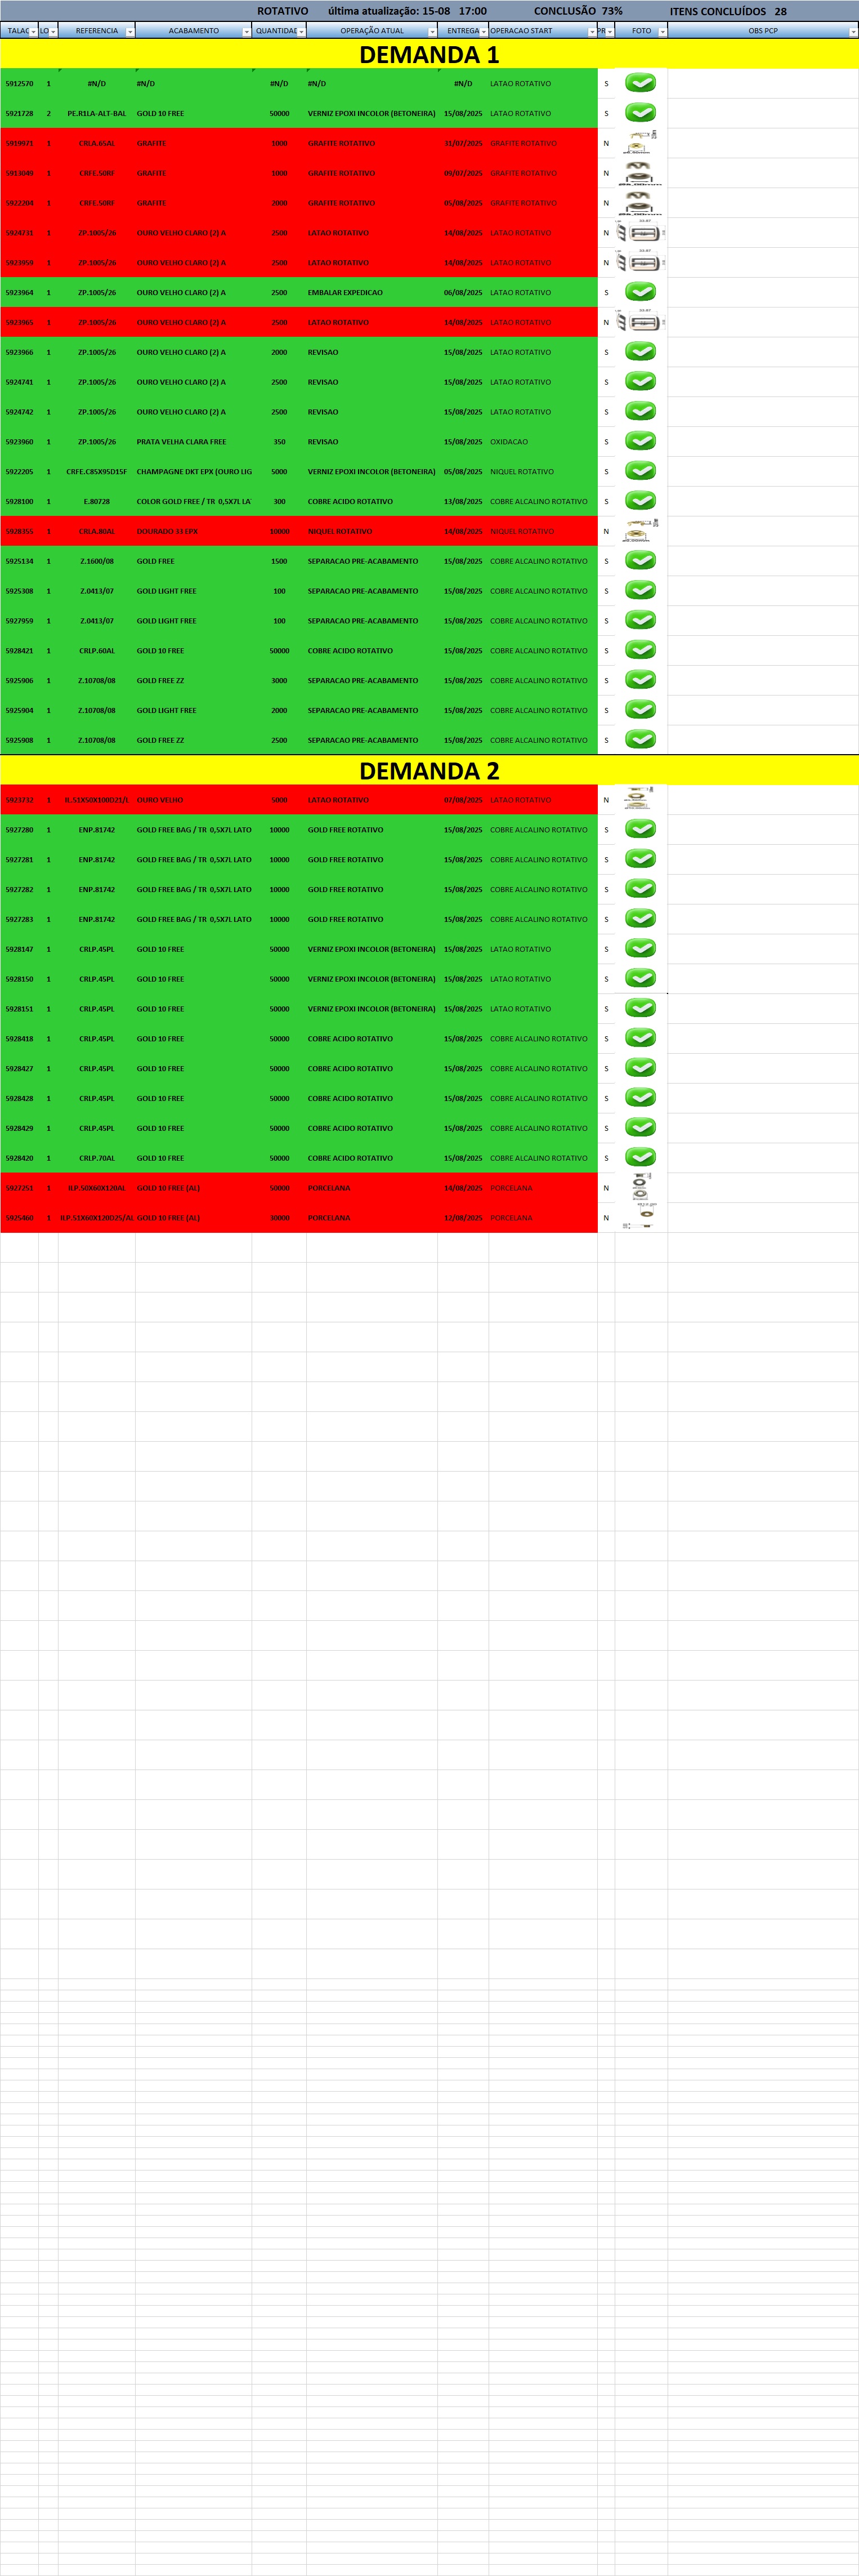 ROTATIVO última atualização: 15-08 17:00 CONCLUSÃO 73% ITENS CONCLUÍDOS 28
TALAO LO REFERENCIA ACABAMENTO QUANTIDAD OPERAÇÃO ATUAL ENTREGA OPERACAO START PR FOTO OBS PCP
DEMANDA 1
5912570 1 #N/D #N/D #N/D #N/D #N/D LATAO ROTATIVO S
5921728 2 PE.R1LA-ALT-BAL GOLD 10 FREE 50000 VERNIZ EPOXI INCOLOR (BETONEIRA) 15/08/2025 LATAO ROTATIVO S
5919971 1 CRLA.65AL GRAFITE 1000 GRAFITE ROTATIVO 31/07/2025 GRAFITE ROTATIVO N
5913049 1 CRFE.50RF GRAFITE 1000 GRAFITE ROTATIVO 09/07/2025 GRAFITE ROTATIVO N
5922204 1 CRFE.50RF GRAFITE 2000 GRAFITE ROTATIVO 05/08/2025 GRAFITE ROTATIVO N
5924731 1 ZP.1005/26 OURO VELHO CLARO (2) A 2500 LATAO ROTATIVO 14/08/2025 LATAO ROTATIVO N
5923959 1 ZP.1005/26 OURO VELHO CLARO (2) A 2500 LATAO ROTATIVO 14/08/2025 LATAO ROTATIVO N
5923964 1 ZP.1005/26 OURO VELHO CLARO (2) A 2500 EMBALAR EXPEDICAO 06/08/2025 LATAO ROTATIVO S
5923965 1 ZP.1005/26 OURO VELHO CLARO (2) A 2500 LATAO ROTATIVO 14/08/2025 LATAO ROTATIVO N
5923966 1 ZP.1005/26 OURO VELHO CLARO (2) A 2000 REVISAO 15/08/2025 LATAO ROTATIVO S
5924741 1 ZP.1005/26 OURO VELHO CLARO (2) A 2500 REVISAO 15/08/2025 LATAO ROTATIVO S
5924742 1 ZP.1005/26 OURO VELHO CLARO (2) A 2500 REVISAO 15/08/2025 LATAO ROTATIVO S
5923960 1 ZP.1005/26 PRATA VELHA CLARA FREE 350 REVISAO 15/08/2025 OXIDACAO S
5922205 1 CRFE.C85X95D15F CHAMPAGNE DKT EPX (OURO LIG 5000 VERNIZ EPOXI INCOLOR (BETONEIRA) 05/08/2025 NIQUEL ROTATIVO S
5928100 1 E.80728 COLOR GOLD FREE / TR 0,5X7L LA 300 COBRE ACIDO ROTATIVO 13/08/2025 COBRE ALCALINO ROTATIVO S
5928355 1 CRLA.80AL DOURADO 33 EPX 10000 NIQUEL ROTATIVO 14/08/2025 NIQUEL ROTATIVO N
5925134 1 Z.1600/08 GOLD FREE 1500 SEPARACAO PRE-ACABAMENTO 15/08/2025 COBRE ALCALINO ROTATIVO S
5925308 1 Z.0413/07 GOLD LIGHT FREE 100 SEPARACAO PRE-ACABAMENTO 15/08/2025 COBRE ALCALINO ROTATIVO S
5927959 1 Z.0413/07 GOLD LIGHT FREE 100 SEPARACAO PRE-ACABAMENTO 15/08/2025 COBRE ALCALINO ROTATIVO S
5928421 1 CRLP.60AL GOLD 10 FREE 50000 COBRE ACIDO ROTATIVO 15/08/2025 COBRE ALCALINO ROTATIVO S
5925906 1 Z.10708/08 GOLD FREE ZZ 3000 SEPARACAO PRE-ACABAMENTO 15/08/2025 COBRE ALCALINO ROTATIVO S
5925904 1 Z.10708/08 GOLD LIGHT FREE 2000 SEPARACAO PRE-ACABAMENTO 15/08/2025 COBRE ALCALINO ROTATIVO S
5925908 1 Z.10708/08 GOLD FREE ZZ 2500 SEPARACAO PRE-ACABAMENTO 15/08/2025 COBRE ALCALINO ROTATIVO S
DEMANDA 2
5923732 1 IL.51X50X100D21/L OURO VELHO 5000 LATAO ROTATIVO 07/08/2025 LATAO ROTATIVO N
5927280 1 ENP.81742 GOLD FREE BAG / TR 0,5X7L LATO 10000 GOLD FREE ROTATIVO 15/08/2025 COBRE ALCALINO ROTATIVO S
5927281 1 ENP.81742 GOLD FREE BAG / TR 0,5X7L LATO 10000 GOLD FREE ROTATIVO 15/08/2025 COBRE ALCALINO ROTATIVO S
5927282 1 ENP.81742 GOLD FREE BAG / TR 0,5X7L LATO 10000 GOLD FREE ROTATIVO 15/08/2025 COBRE ALCALINO ROTATIVO S
5927283 1 ENP.81742 GOLD FREE BAG / TR 0,5X7L LATO 10000 GOLD FREE ROTATIVO 15/08/2025 COBRE ALCALINO ROTATIVO S
5928147 1 CRLP.45PL GOLD 10 FREE 50000 VERNIZ EPOXI INCOLOR (BETONEIRA) 15/08/2025 LATAO ROTATIVO S
5928150 1 CRLP.45PL GOLD 10 FREE 50000 VERNIZ EPOXI INCOLOR (BETONEIRA) 15/08/2025 LATAO ROTATIVO S
5928151 1 CRLP.45PL GOLD 10 FREE 50000 VERNIZ EPOXI INCOLOR (BETONEIRA) 15/08/2025 LATAO ROTATIVO S
5928418 1 CRLP.45PL GOLD 10 FREE 50000 COBRE ACIDO ROTATIVO 15/08/2025 COBRE ALCALINO ROTATIVO S
5928427 1 CRLP.45PL GOLD 10 FREE 50000 COBRE ACIDO ROTATIVO 15/08/2025 COBRE ALCALINO ROTATIVO S
5928428 1 CRLP.45PL GOLD 10 FREE 50000 COBRE ACIDO ROTATIVO 15/08/2025 COBRE ALCALINO ROTATIVO S
5928429 1 CRLP.45PL GOLD 10 FREE 50000 COBRE ACIDO ROTATIVO 15/08/2025 COBRE ALCALINO ROTATIVO S
5928420 1 CRLP.70AL GOLD 10 FREE 50000 COBRE ACIDO ROTATIVO 15/08/2025 COBRE ALCALINO ROTATIVO S
5927251 1 ILP.50X60X120AL GOLD 10 FREE (AL) 50000 PORCELANA 14/08/2025 PORCELANA N
5925460 1 ILP.51X60X120D25/AL GOLD 10 FREE (AL) 30000 PORCELANA 12/08/2025 PORCELANA N